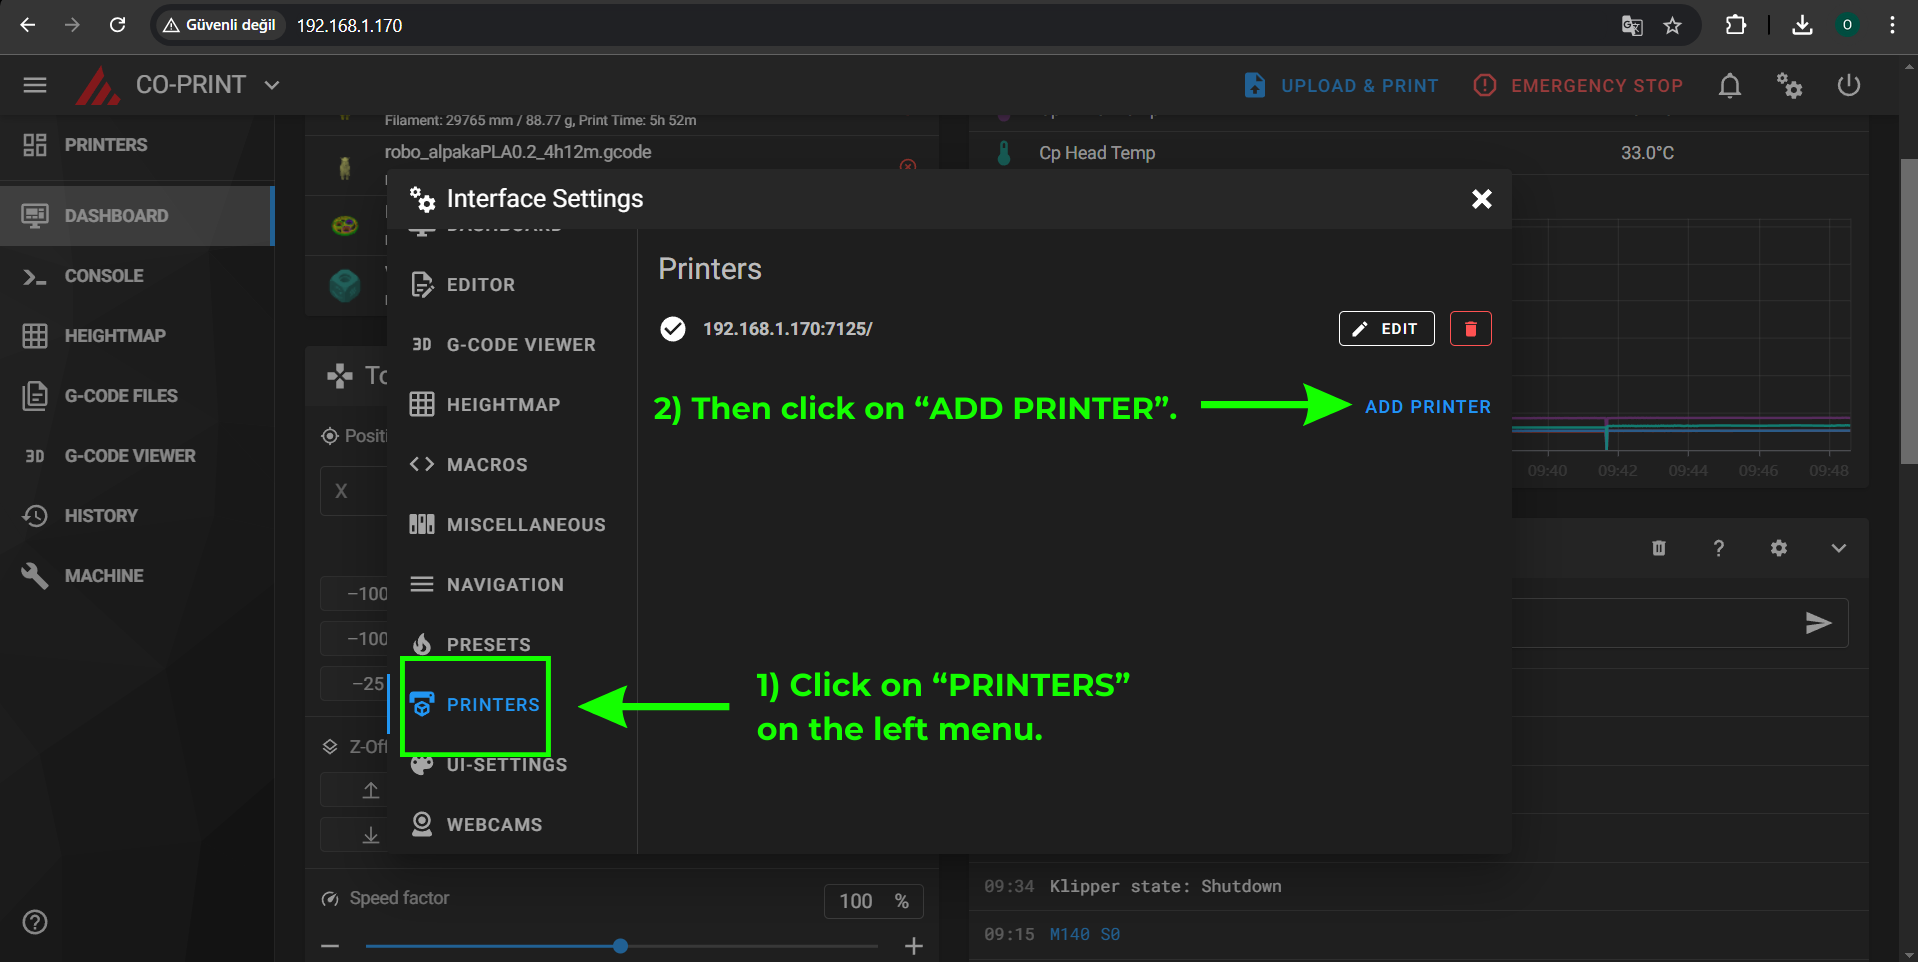 Güvenli değil
192.168.1.170
O
CO-PRINT
UPLOAD & PRINT
EMERGENCY STOP
PRINTERS
DASHBOARD
CONSOLE
HEIGHTMAP
G-CODE FILES
3D G-CODE VIEWER
HISTORY
MACHINE
Filament: 29765 mm / 88.77 g, Print Time: 5h 52m
robo_alpakaPLA0.2_4h12m.gcode
Cp Head Temp 33.0°C
Interface Settings
DASHBOARD
EDITOR
3D G-CODE VIEWER
HEIGHTMAP
MACROS
MISCELLANEOUS
NAVIGATION
PRESETS
PRINTERS
UI-SETTINGS
WEBCAMS
Printers
192.168.1.170:7125/
EDIT
2) Then click on “ADD PRINTER”.
ADD PRINTER
1) Click on “PRINTERS”
on the left menu.
To
Positi
X
−100
−100
−25
Z-Off
Speed factor
100 %
09:40 09:42 09:44 09:46 09:48
?
09:34 Klipper state: Shutdown
09:15 M140 S0